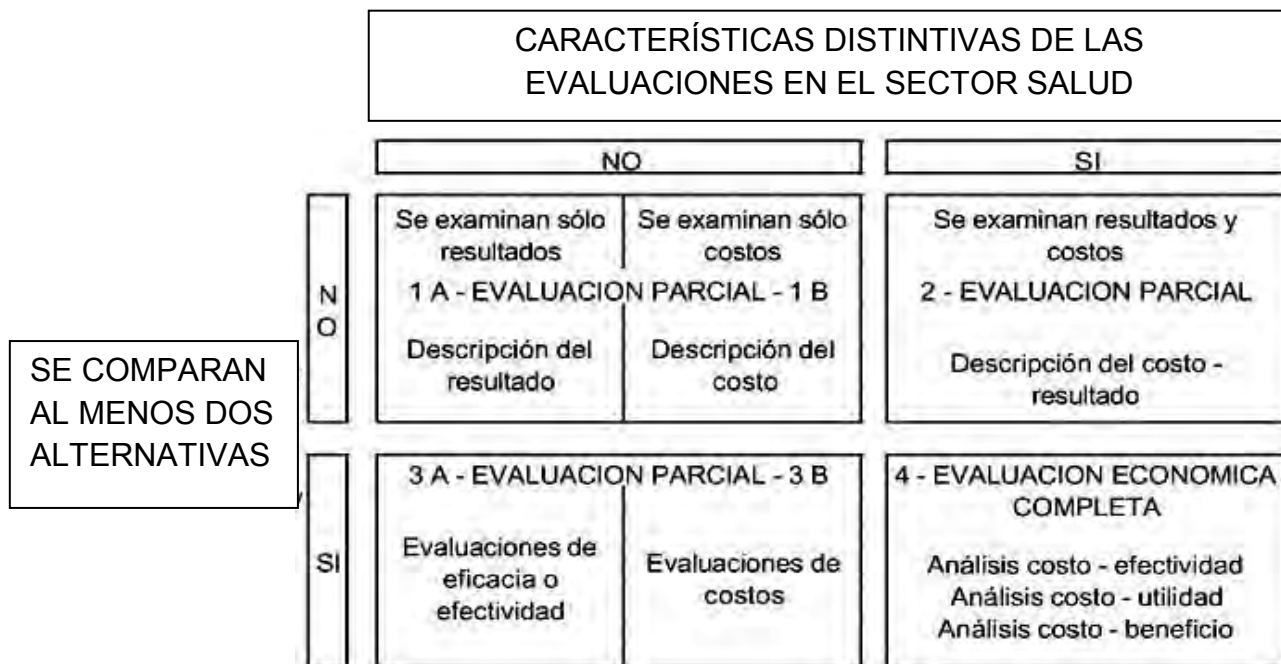 CARACTERÍSTICAS DISTINTIVAS DE LAS
EVALUACIONES EN EL SECTOR SALUD
NO
SI
N
O
Se examinan sólo
resultados
Se examinan sólo
costos
1 A - EVALUACION PARCIAL - 1 B
Descripción del
resultado
Descripción del
costo
Se examinan resultados y
costos
2 - EVALUACION PARCIAL
Descripción del costo -
resultado
SE COMPARAN
AL MENOS DOS
ALTERNATIVAS
SI
3 A - EVALUACION PARCIAL - 3 B
Evaluaciones de
eficacia o
efectividad
Evaluaciones de
costos
4 - EVALUACION ECONOMICA
COMPLETA
Análisis costo - efectividad
Análisis costo - utilidad
Análisis costo - beneficio